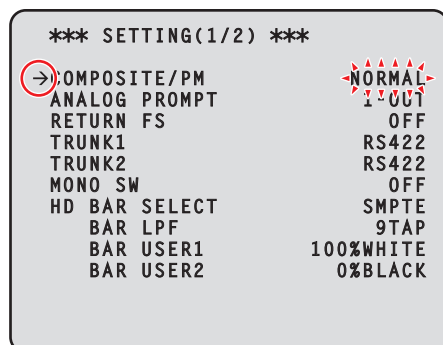 *** SETTING(1/2) ***
→COMPOSITE/PM NORMAL
ANALOG PROMPT 1-OUT
RETURN FS OFF
TRUNK1 RS422
TRUNK2 RS422
MONO SW OFF
HD BAR SELECT SMPTE
BAR LPF 9TAP
BAR USER1 100%WHITE
BAR USER2 0%BLACK